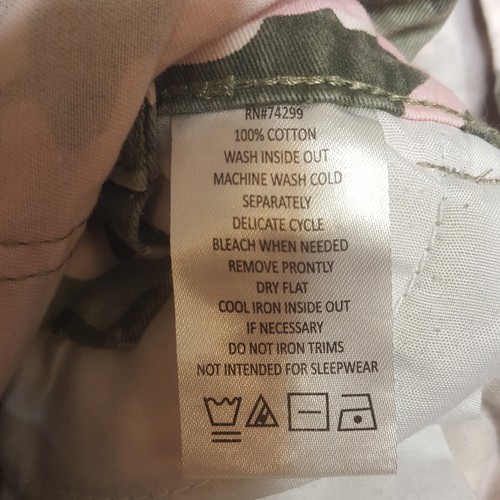 RN#74299
100% COTTON
WASH INSIDE OUT
MACHINE WASH COLD
SEPARATELY
DELICATE CYCLE
BLEACH WHEN NEEDED
REMOVE PRONTLY
DRY FLAT
COOL IRON INSIDE OUT
IF NECESSARY
DO NOT IRON TRIMS
NOT INTENDED FOR SLEEPWEAR